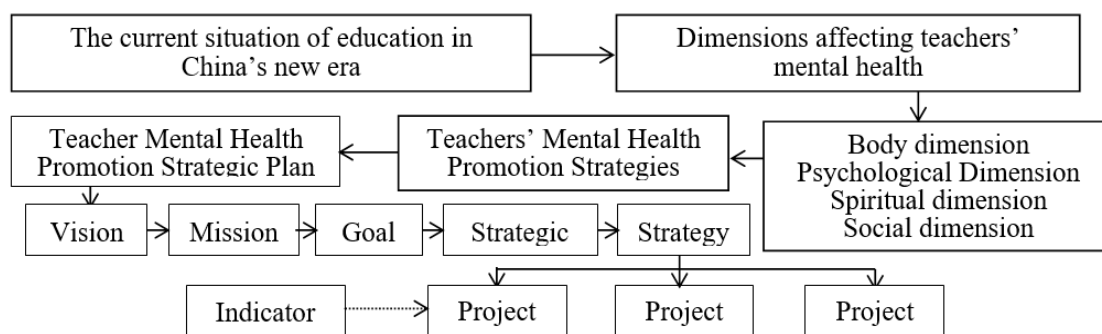 The current situation of education in
China's new era
Dimensions affecting teachers'
mental health
Teacher Mental Health
Promotion Strategic Plan
Teachers' Mental Health
Promotion Strategies
Body dimension
Psychological Dimension
Spiritual dimension
Social dimension
Vision
Mission
Goal
Strategic
Strategy
Indicator
Project
Project
Project